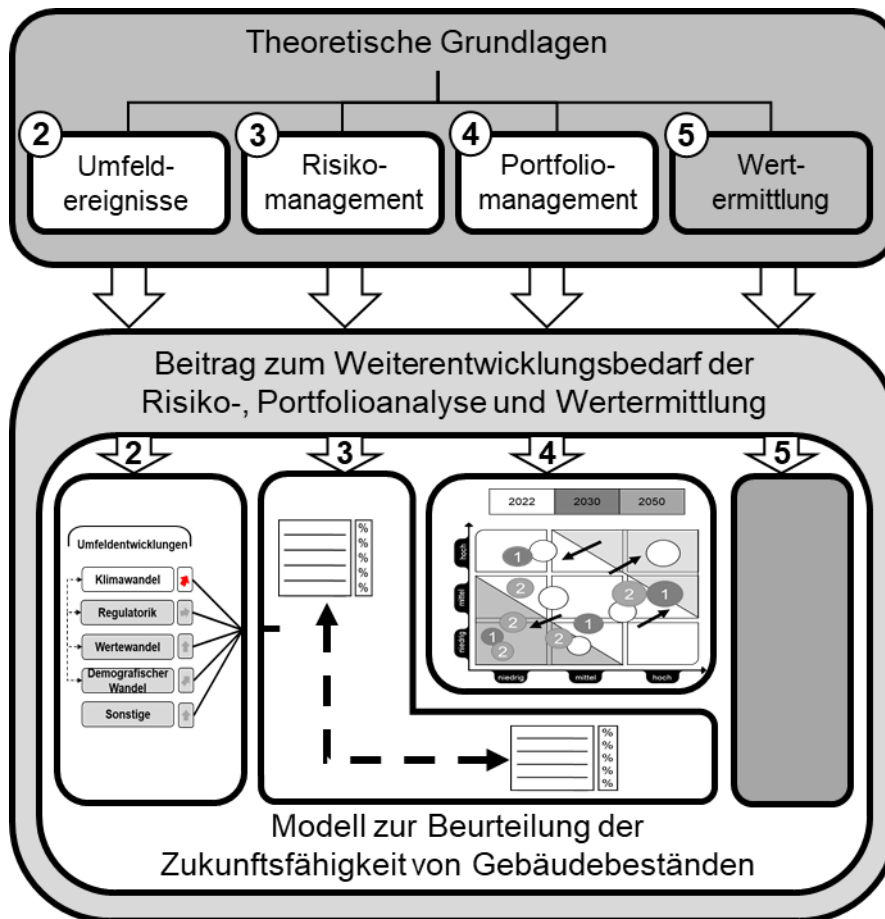 Theoretische Grundlagen
2
3
4
5
Umfeld-
ereignisse
Risiko-
management
Portfolio-
management
Wert-
ermittlung
Beitrag zum Weiterentwicklungsbedarf der
Risiko-, Portfolioanalyse und Wertermittlung
2
3
4
5
Umfeldentwicklungen
Klimawandel
Regulatorik
Wertewandel
Demografischer
Wandel
Sonstige
%
%
%
%
%
2022
2030
2050
hoch
mittel
niedrig
1
2
2
1
2
1
2
2
1
2
niedrig
mittel
hoch
%
%
%
%
%
Modell zur Beurteilung der
Zukunftsfähigkeit von Gebäudebeständen